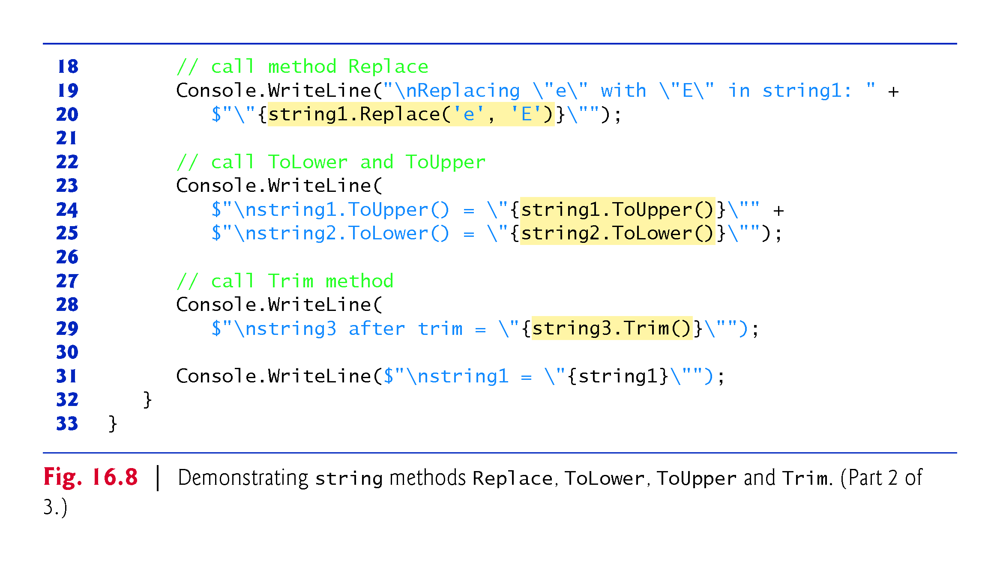 18         // call method Replace
19         Console.WriteLine("\nReplacing \"e\" with \"E\" in string1: " +
20            $"\"{string1.Replace('e', 'E')}\"");
21
22         // call ToLower and ToUpper
23         Console.WriteLine(
24            $"\nstring1.ToUpper() = \"{string1.ToUpper()}\"" +
25            $"\nstring2.ToLower() = \"{string2.ToLower()}\"");
26
27         // call Trim method
28         Console.WriteLine(
29            $"\nstring3 after trim = \"{string3.Trim()}\"");
30
31         Console.WriteLine($"\nstring1 = \"{string1}\"");
32      }
33   }
Fig. 16.8 | Demonstrating string methods Replace, ToLower, ToUpper and Trim. (Part 2 of
3.)